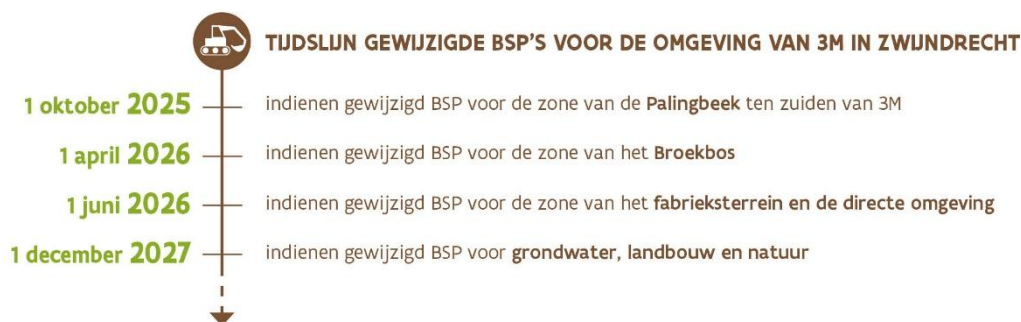 TIJDSLIJN GEWIJZIGDE BSP'S VOOR DE OMGEVING VAN 3M IN ZWIJNDRECHT
1 oktober 2025 indienen gewijzigd BSP voor de zone van de Palingbeek ten zuiden van 3M
1 april 2026 indienen gewijzigd BSP voor de zone van het Broekbos
1 juni 2026 indienen gewijzigd BSP voor de zone van het fabrieksterrein en de directe omgeving
1 december 2027 indienen gewijzigd BSP voor grondwater, landbouw en natuur